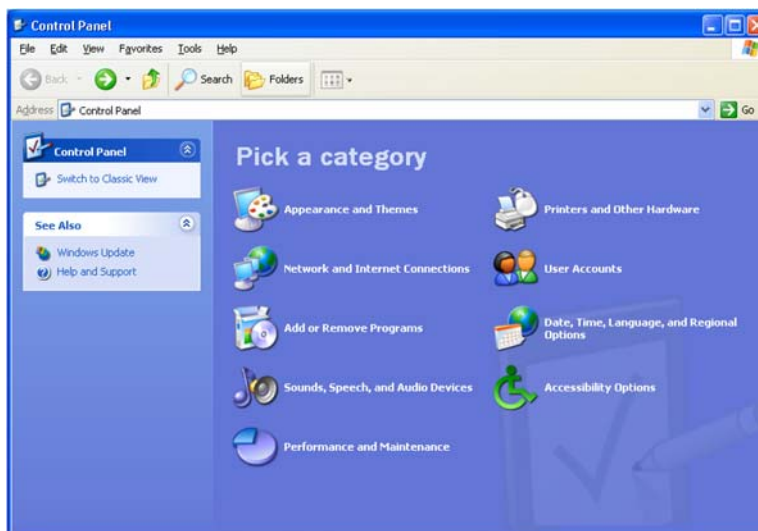 Control Panel
File Edit View Favorites Tools Help
Back Search Folders
Address Control Panel Go
Control Panel
Switch to Classic View
See Also
Windows Update
Help and Support
Pick a category
Appearance and Themes
Printers and Other Hardware
Network and Internet Connections
User Accounts
Add or Remove Programs
Date, Time, Language, and Regional
Options
Sounds, Speech, and Audio Devices
Accessibility Options
Performance and Maintenance